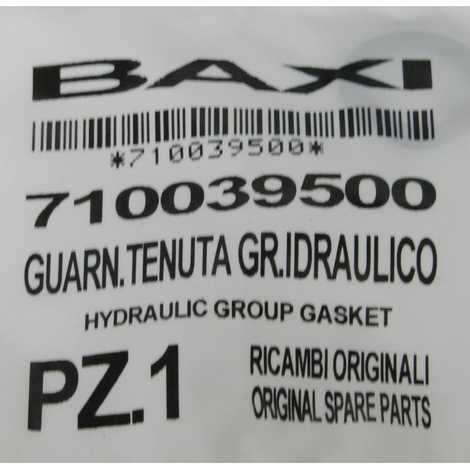 BAXI
*710039500*
710039500
GUARN.TENUTA GR.IDRAULICO
HYDRAULIC GROUP GASKET
PZ.1
RICAMBI ORIGINALI
ORIGINAL SPARE PARTS